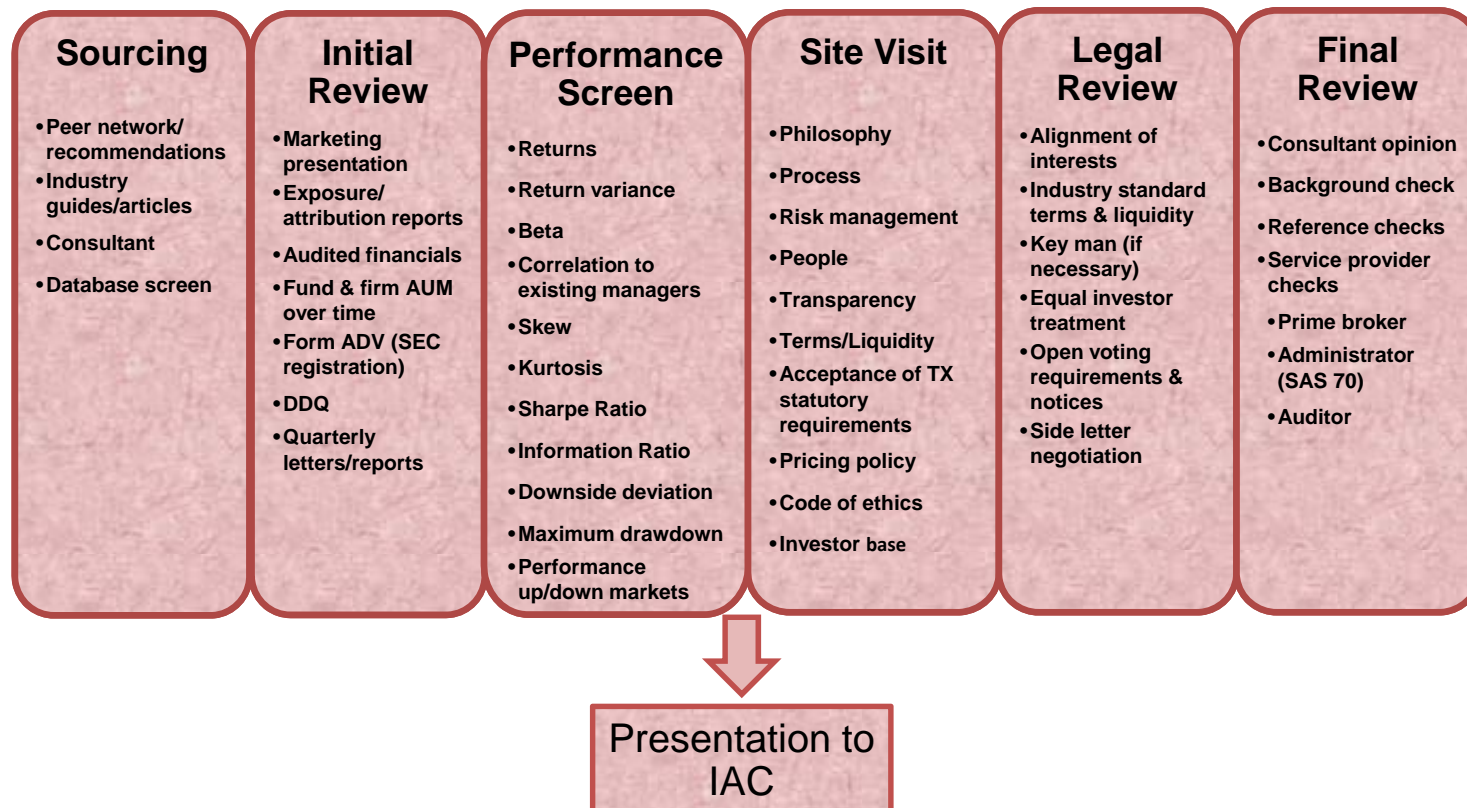 Sourcing
•Peer network/
recommendations
•Industry
guides/articles
•Consultant
•Database screen
Initial
Review
•Marketing
presentation
•Exposure/
attribution reports
•Audited financials
•Fund & firm AUM
over time
•Form ADV (SEC
registration)
•DDQ
•Quarterly
letters/reports
Performance
Screen
•Returns
•Return variance
•Beta
•Correlation to
existing managers
•Skew
•Kurtosis
•Sharpe Ratio
•Information Ratio
•Downside deviation
•Maximum drawdown
•Performance
up/down markets
Site Visit
•Philosophy
•Process
•Risk management
•People
•Transparency
•Terms/Liquidity
•Acceptance of TX
statutory
requirements
•Pricing policy
•Code of ethics
•Investor base
Legal
Review
•Alignment of
interests
•Industry standard
terms & liquidity
•Key man (if
necessary)
•Equal investor
treatment
•Open voting
requirements &
notices
•Side letter
negotiation
Final
Review
•Consultant opinion
•Background check
•Reference checks
•Service provider
checks
•Prime broker
•Administrator
(SAS 70)
•Auditor
Presentation to
IAC